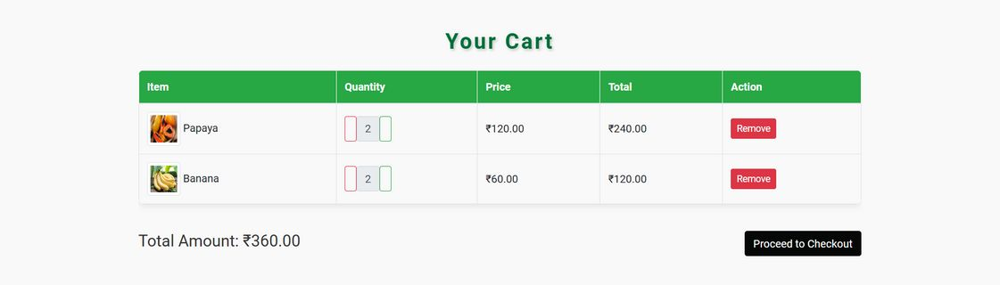 Your Cart
Item Quantity Price Total Action
Papaya 2 ₹120.00 ₹240.00 Remove
Banana 2 ₹60.00 ₹120.00 Remove
Total Amount: ₹360.00 Proceed to Checkout